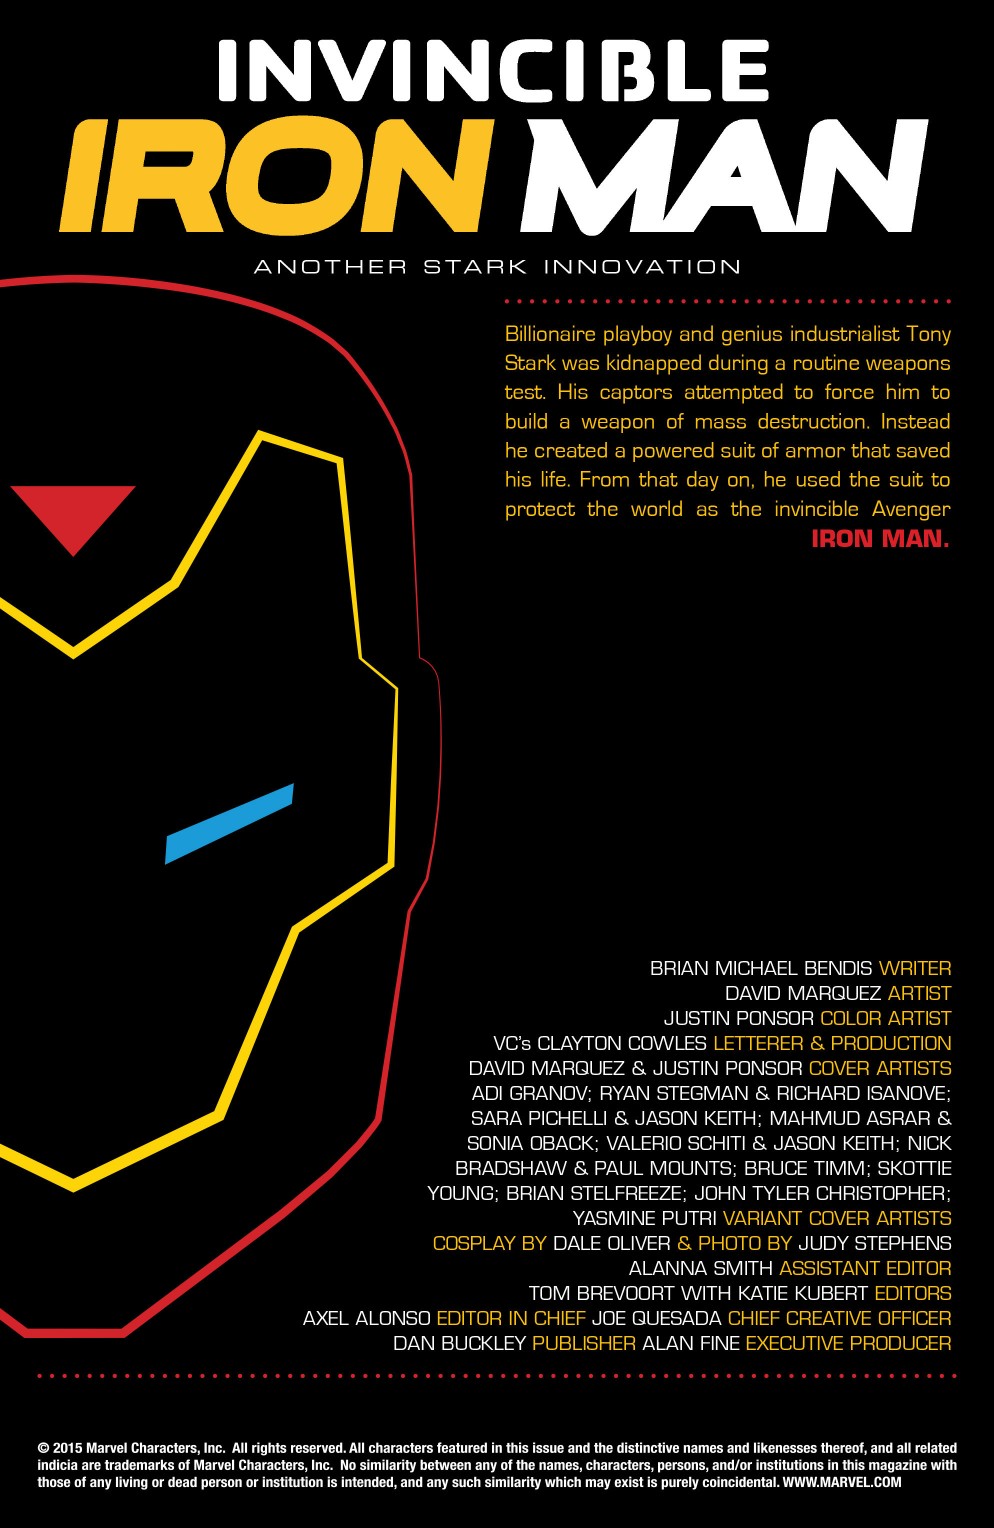 INVINCIBLE
IRON MAN
ANOTHER STARK INNOVATION
Billionaire playboy and genius industrialist Tony
Stark was kidnapped during a routine weapons
test. His captors attempted to force him to
build a weapon of mass destruction. Instead
he created a powered suit of armor that saved
his life. From that day on, he used the suit to
protect the world as the invincible Avenger
IRON MAN.
BRIAN MICHAEL BENDIS WRITER
DAVID MARQUEZ ARTIST
JUSTIN PONSOR COLOR ARTIST
VC's CLAYTON COWLES LETTERER & PRODUCTION
DAVID MARQUEZ & JUSTIN PONSOR COVER ARTISTS
ADI GRANOV; RYAN STEGMAN & RICHARD ISANOVE;
SARA PICHELLI & JASON KEITH; MAHMUD ASRAR &
SONIA OBACK; VALERIO SCHITI & JASON KEITH; NICK
BRADSHAW & PAUL MOUNTS; BRUCE TIMM; SKOTTIE
YOUNG; BRIAN STELFREEZE; JOHN TYLER CHRISTOPHER;
YASMINE PUTRI VARIANT COVER ARTISTS
COSPLAY BY DALE OLIVER & PHOTO BY JUDY STEPHENS
ALANNA SMITH ASSISTANT EDITOR
TOM BREVOORT WITH KATIE KUBERT EDITORS
AXEL ALONSO EDITOR IN CHIEF JOE QUESADA CHIEF CREATIVE OFFICER
DAN BUCKLEY PUBLISHER ALAN FINE EXECUTIVE PRODUCER
© 2015 Marvel Characters, Inc. All rights reserved. All characters featured in this issue and the distinctive names and likenesses thereof, and all related
indicia are trademarks of Marvel Characters, Inc. No similarity between any of the names, characters, persons, and/or institutions in this magazine with
those of any living or dead person or institution is intended, and any such similarity which may exist is purely coincidental. WWW.MARVEL.COM